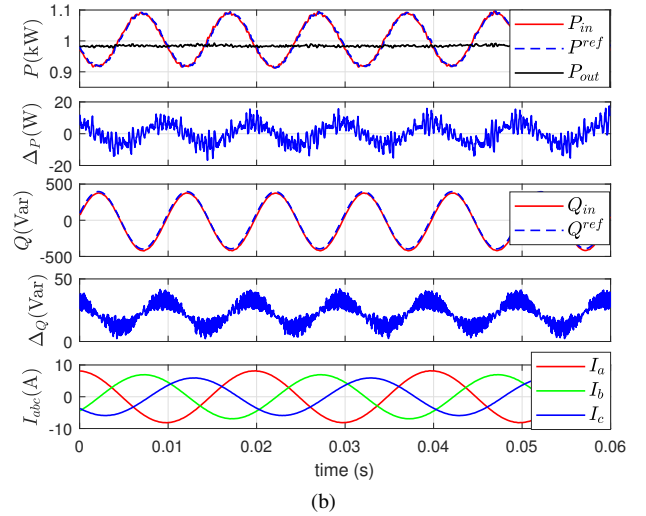 1.1
1
0.9
P(kW)
P_in
P^ref
P_out
20
0
-20
Δ_P(W)
500
0
-500
Q(Var)
Q_in
Q^ref
50
0
Δ_Q(Var)
10
0
-10
I_abc(A)
I_a
I_b
I_c
0 0.01 0.02 0.03 0.04 0.05 0.06
time (s)
(b)